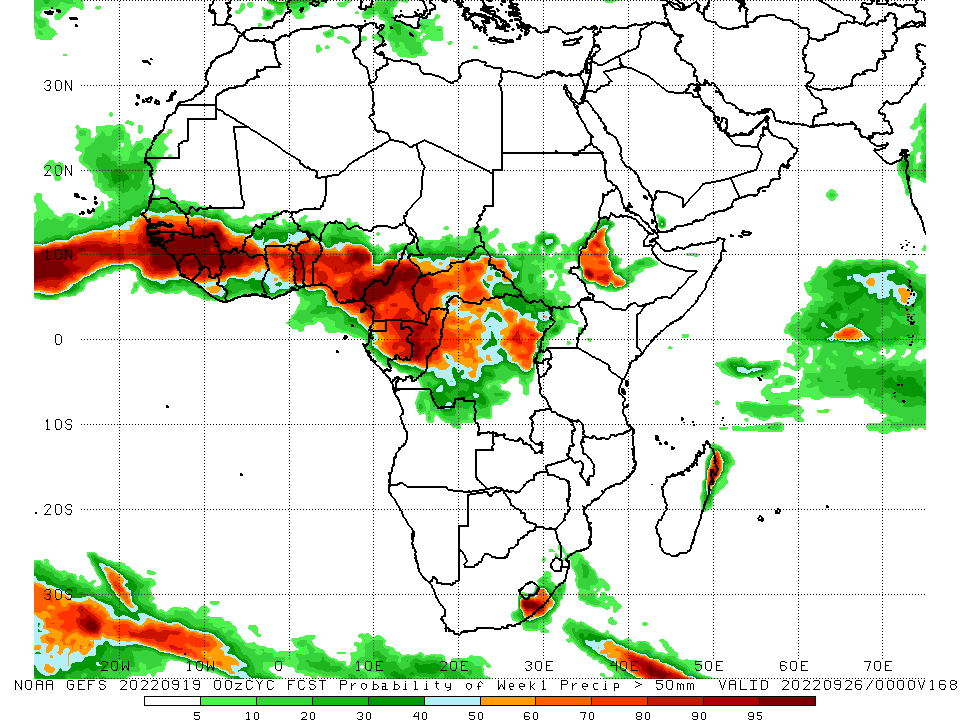 30N
20N
10N
0
10S
20S
30S
20W 10W 0 10E 20E 30E 40E 50E 60E 70E
NOAA GEFS 20220919 00zCYC FCST Probability of Week1 Precip > 50mm VALID 20220926/0000V168
5 10 20 30 40 50 60 70 80 90 95